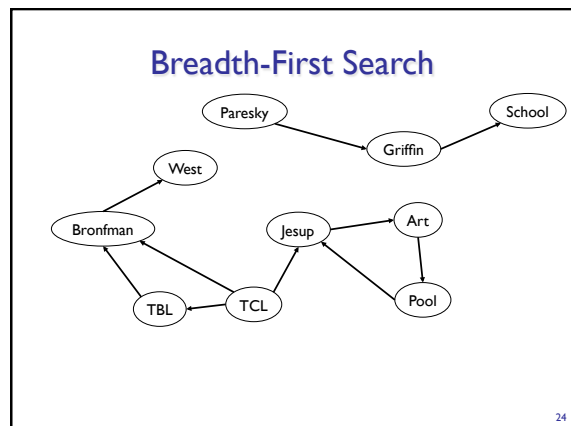 Breadth-First Search
Paresky
School
Griffin
West
Art
Bronfman
Jesup
Pool
TBL
TCL
24